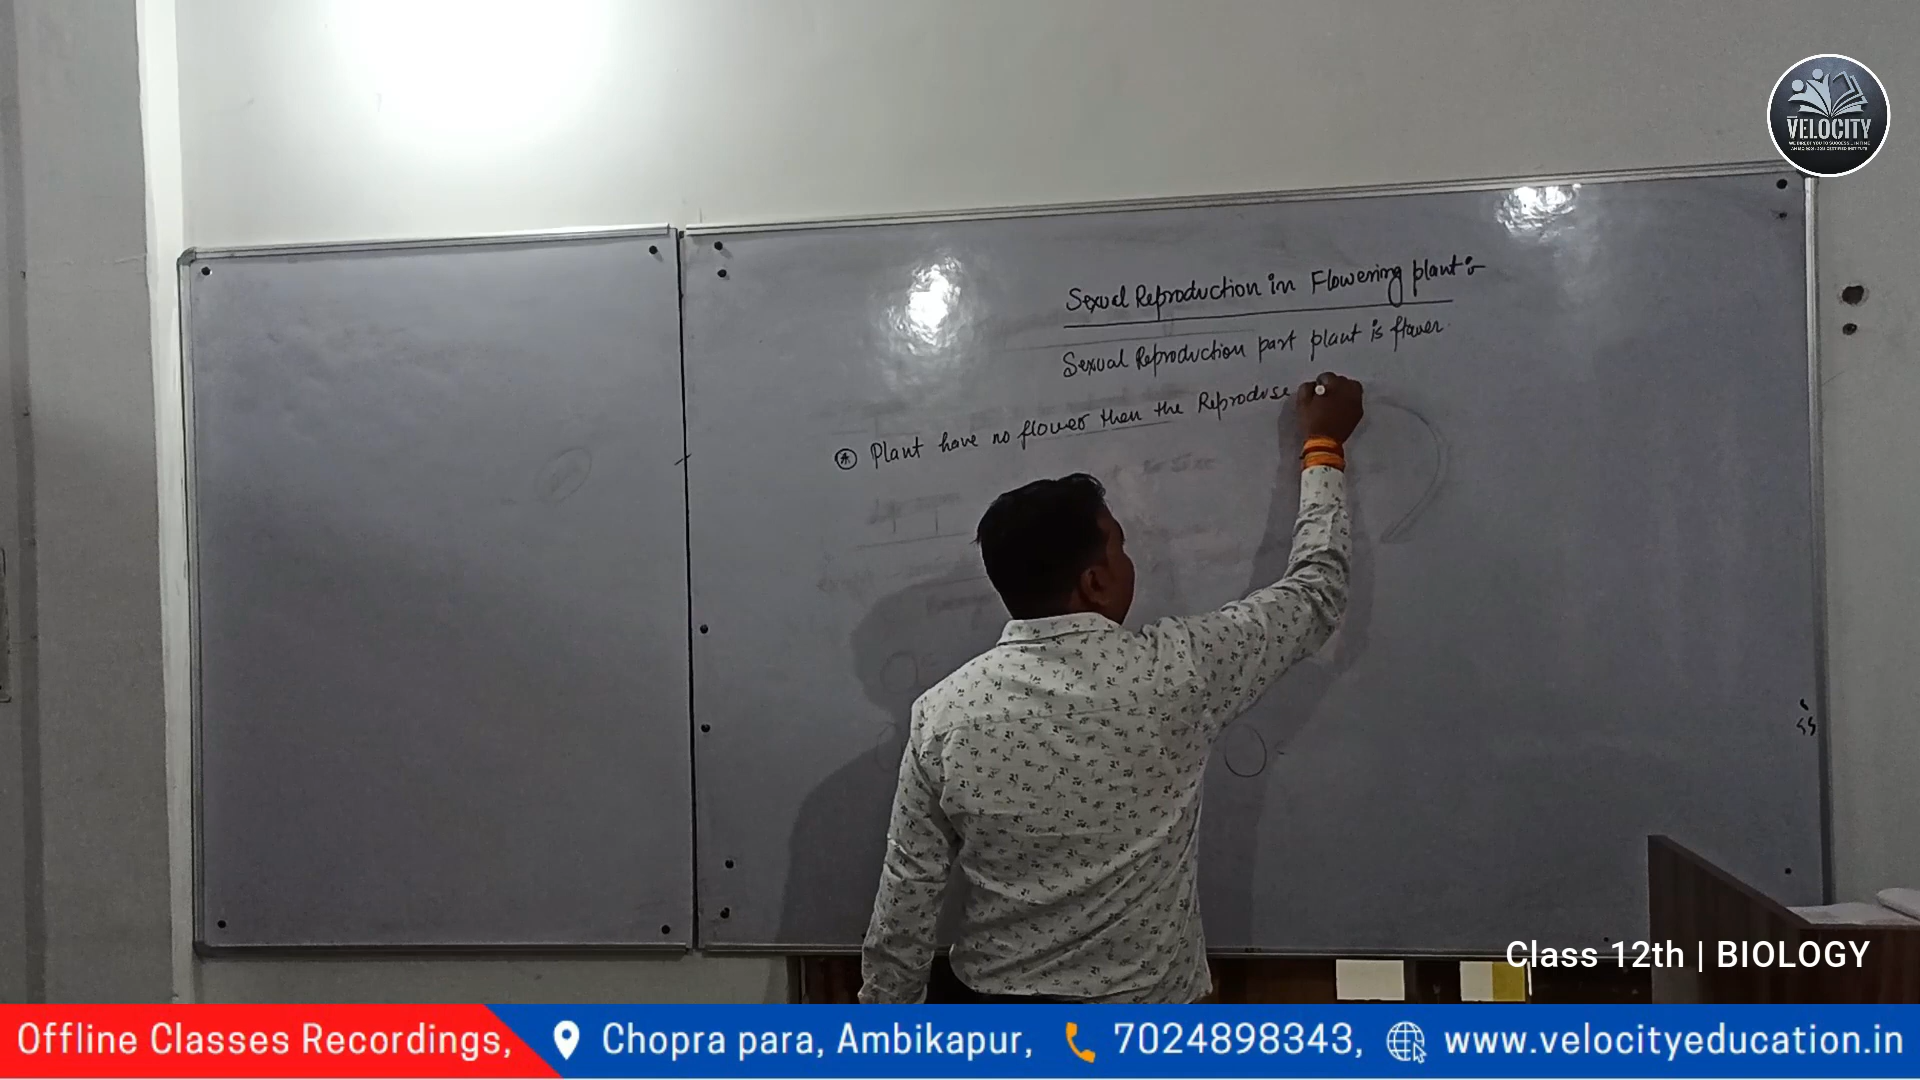 VELOCITY
Sexual Reproduction in Flowering plant :-
Sexual Reproduction part plant is flower.
Plant have no flower then the Reproduse
Class 12th | BIOLOGY
Offline Classes Recordings, Chopra para, Ambikapur, 7024898343, www.velocityeducation.in